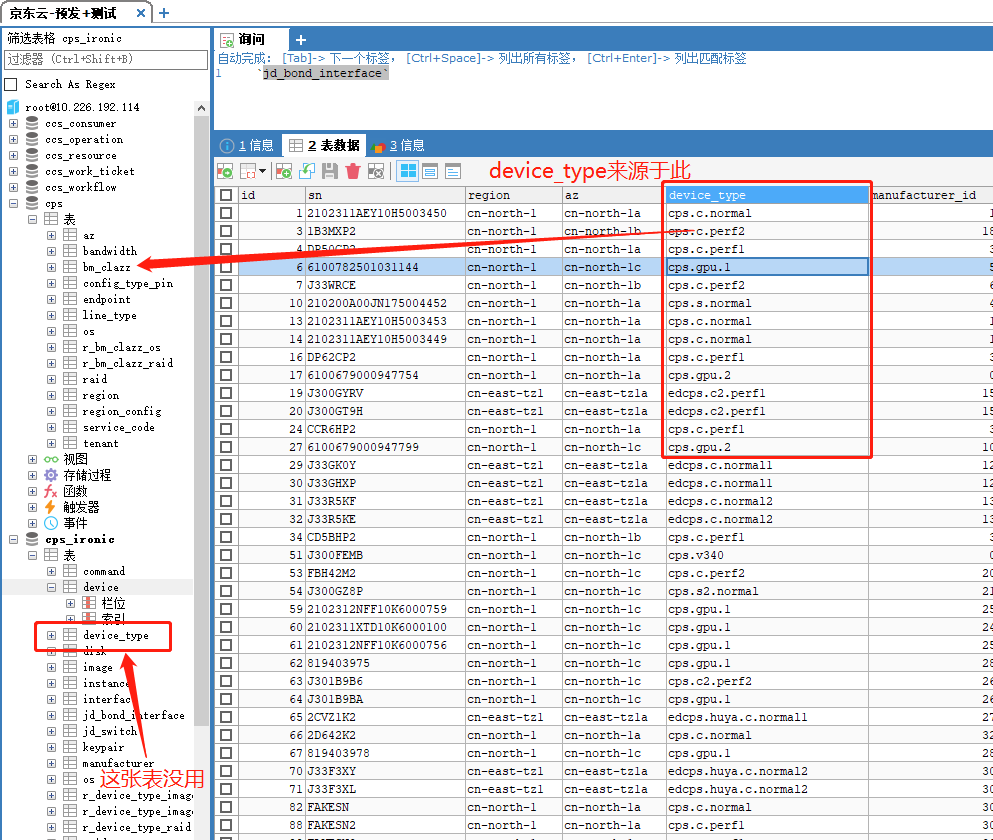 京东云-预发+测试
筛选表格 cps_ironic
过滤器 (Ctrl+Shift+B)
Search As Regex
root@10.226.192.114
ccs_consumer
ccs_operation
ccs_resource
ccs_work_ticket
ccs_workflow
cps
表
az
bandwidth
bm_clazz
config_type_pin
endpoint
line_type
os
r_bm_clazz_os
r_bm_clazz_raid
raid
region
region_config
service_code
tenant
视图
存储过程
函数
触发器
事件
cps_ironic
表
command
device
栏位
索引
device_type
disk
image
instance
interface
jd_bond_interface
jd_switch
keypair
manufacturer
os
r_device_type_imag
r_device_type_imag
r_device_type_raid
这张表没用
询问
自动完成: [Tab]-> 下一个标签, [Ctrl+Space]-> 列出所有标签, [Ctrl+Enter]-> 列出匹配标签
1 `jd_bond_interface`
1 信息 2 表数据 3 信息
device_type来源于此
id sn region az device_type manufacturer_id
1 2102311AEY10H5003450 cn-north-1 cn-north-1a cps.c.normal 1
3 1B3MXP2 cn-north-1 cn-north-1b cps.c.perf2 18
4 DP50CP2 cn-north-1 cn-north-1a cps.c.perf1 3
6 6100782501031144 cn-north-1 cn-north-1c cps.gpu.1 5
7 J33WRCE cn-north-1 cn-north-1b cps.c.perf2 6
10 210200A00JN175004452 cn-north-1 cn-north-1a cps.s.normal 4
13 2102311AEY10H5003453 cn-north-1 cn-north-1a cps.c.normal 1
14 2102311AEY10H5003449 cn-north-1 cn-north-1a cps.c.normal 1
16 DP62CP2 cn-north-1 cn-north-1a cps.c.perf1 3
17 6100679000947754 cn-north-1 cn-north-1a cps.gpu.2 0
19 J300GYRV cn-east-tz1 cn-east-tz1a edcps.c2.perf1 15
20 J300GT9H cn-east-tz1 cn-east-tz1a edcps.c2.perf1 15
24 CCR6HP2 cn-north-1 cn-north-1a cps.c.perf1 3
27 6100679000947799 cn-north-1 cn-north-1c cps.gpu.2 10
29 J33GK0Y cn-east-tz1 cn-east-tz1a edcps.c.normal1 12
30 J33GHXP cn-east-tz1 cn-east-tz1a edcps.c.normal1 12
31 J33R5KF cn-east-tz1 cn-east-tz1a edcps.c.normal2 13
32 J33R5KE cn-east-tz1 cn-east-tz1a edcps.c.normal2 13
34 CD5BHP2 cn-north-1 cn-north-1b cps.c.perf1 3
51 J300FEMB cn-north-1 cn-north-1c cps.v340 0
53 FBH42M2 cn-north-1 cn-north-1c cps.c.perf2 20
54 J300GZ8P cn-north-1 cn-north-1c cps.s2.normal 21
59 2102312NFF10K6000759 cn-north-1 cn-north-1c cps.gpu.1 25
60 2102311XTD10K6000100 cn-north-1 cn-north-1c cps.gpu.1 24
61 2102312NFF10K6000756 cn-north-1 cn-north-1c cps.gpu.1 25
62 819403975 cn-north-1 cn-north-1c cps.gpu.1 28
63 J301B9B6 cn-north-1 cn-north-1c cps.c2.perf2 26
64 J301B9BA cn-north-1 cn-north-1c cps.gpu.1 26
65 2CVZ1K2 cn-east-tz1 cn-east-tz1a edcps.huya.c.normal1 27
66 2D642K2 cn-north-1 cn-north-1a cps.c.normal 32
67 819403978 cn-north-1 cn-north-1c cps.gpu.1 28
70 J33F3XY cn-east-tz1 cn-east-tz1a edcps.huya.c.normal2 30
71 J33F3XL cn-east-tz1 cn-east-tz1a edcps.huya.c.normal2 30
82 FAKESN cn-north-1 cn-north-1a cps.c.normal 30
88 FAKESN2 cn-north-1 cn-north-1a cps.c.perf1 30